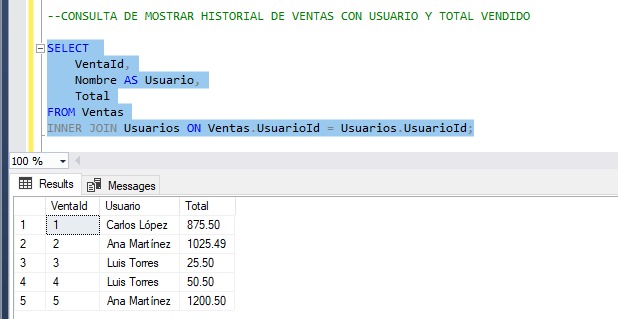 --CONSULTA DE MOSTRAR HISTORIAL DE VENTAS CON USUARIO Y TOTAL VENDIDO
SELECT
VentaId,
Nombre AS Usuario,
Total
FROM Ventas
INNER JOIN Usuarios ON Ventas.UsuarioId = Usuarios.UsuarioId;
100 %
Results Messages
VentaId Usuario Total
1 1 Carlos López 875.50
2 2 Ana Martínez 1025.49
3 3 Luis Torres 25.50
4 4 Luis Torres 50.50
5 5 Ana Martínez 1200.50